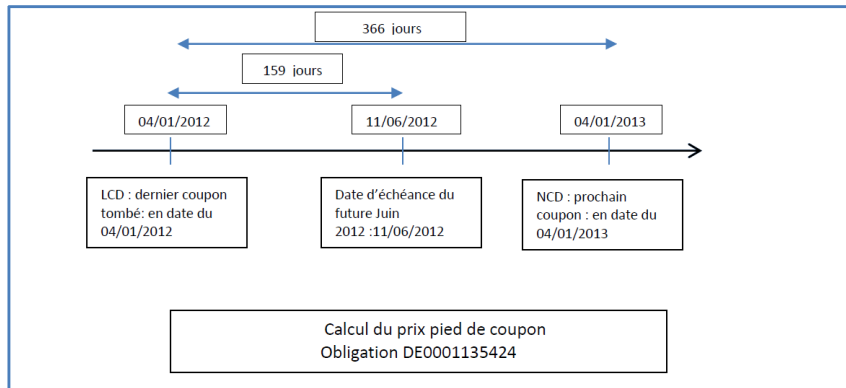 366 jours
159 jours
04/01/2012
11/06/2012
04/01/2013
LCD : dernier coupon
tombé: en date du
04/01/2012
Date d'échéance du
future Juin
2012 :11/06/2012
NCD : prochain
coupon : en date du
04/01/2013
Calcul du prix pied de coupon
Obligation DE0001135424